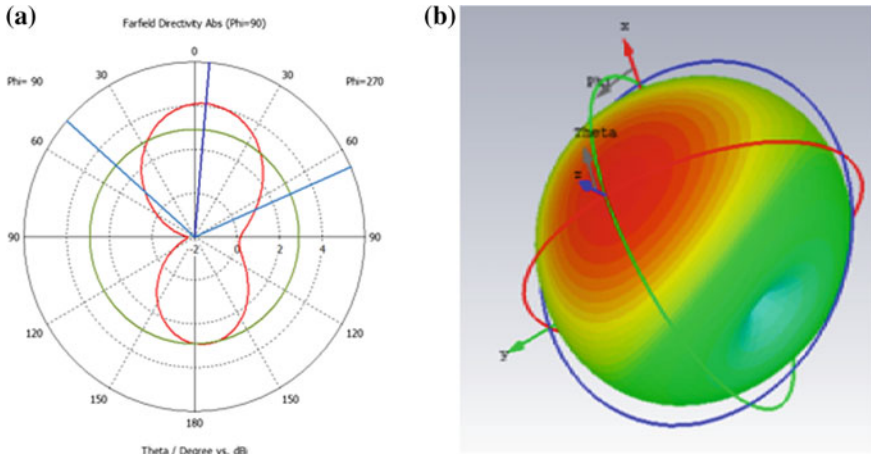 (a)
Farfield Directivity Abs (Phi=90)
0
30 30
Phi= 90 Phi=270
60 60
90 -2 0 2 4 90
120 120
150 150
180
Theta / Degree vs. dBi
(b)
x
Phi
Theta
z
y